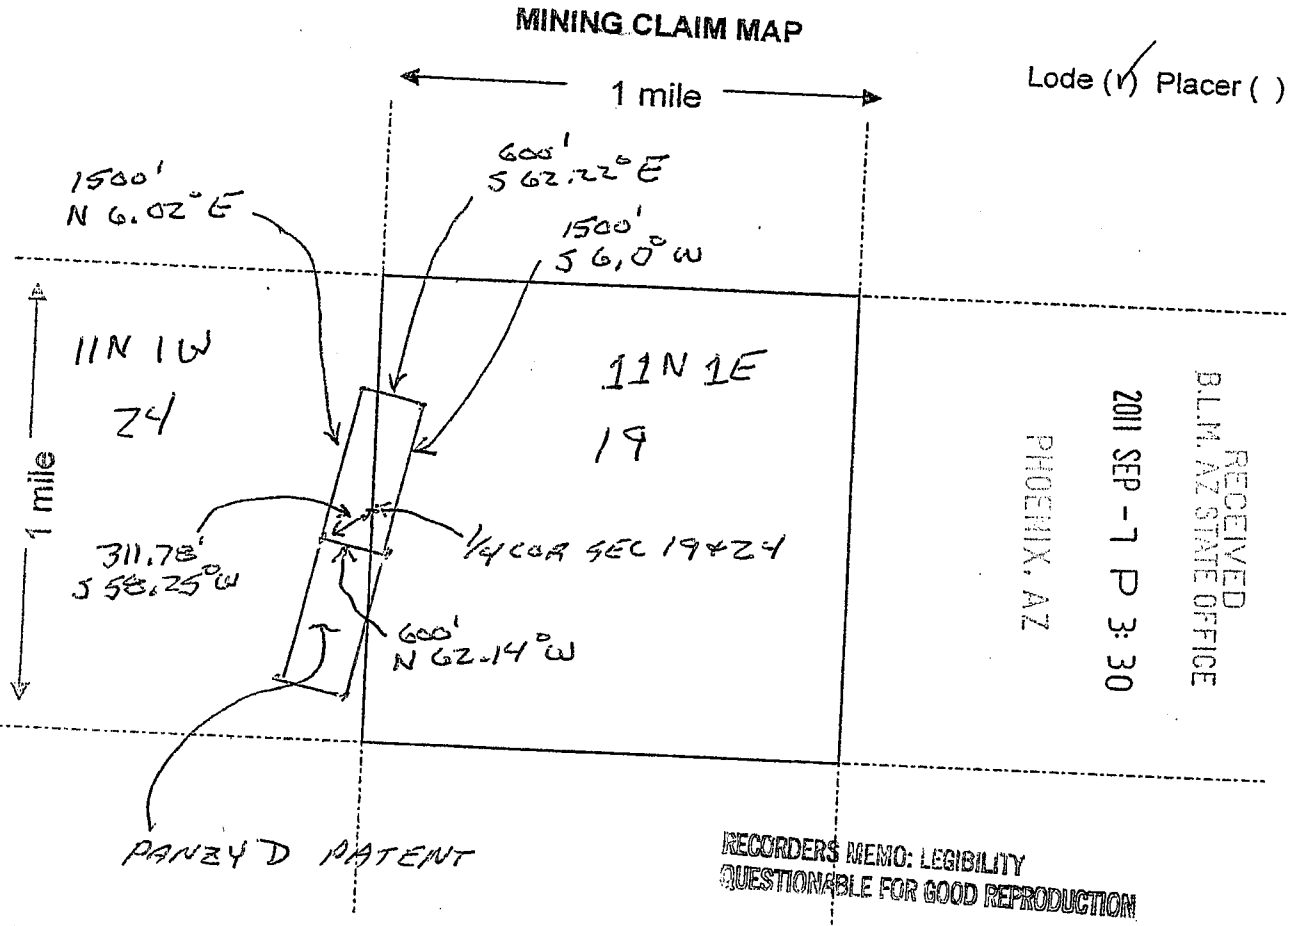 MINING CLAIM MAP
Lode (√) Placer ( )
1 mile
600'
S 62.22° E
1500'
N 6.02° E
1500'
S 6.0° W
11N 1W
24
11N 1E
19
1 mile
311.78'
S 58.25° W
1/4 COR SEC 19 & 24
600'
N 62.14° W
PANZY D PATENT
RECEIVED
B.L.M. AZ STATE OFFICE
2011 SEP -7 P 3:30
PHOENIX, AZ
RECORDERS MEMO: LEGIBILITY
QUESTIONABLE FOR GOOD REPRODUCTION